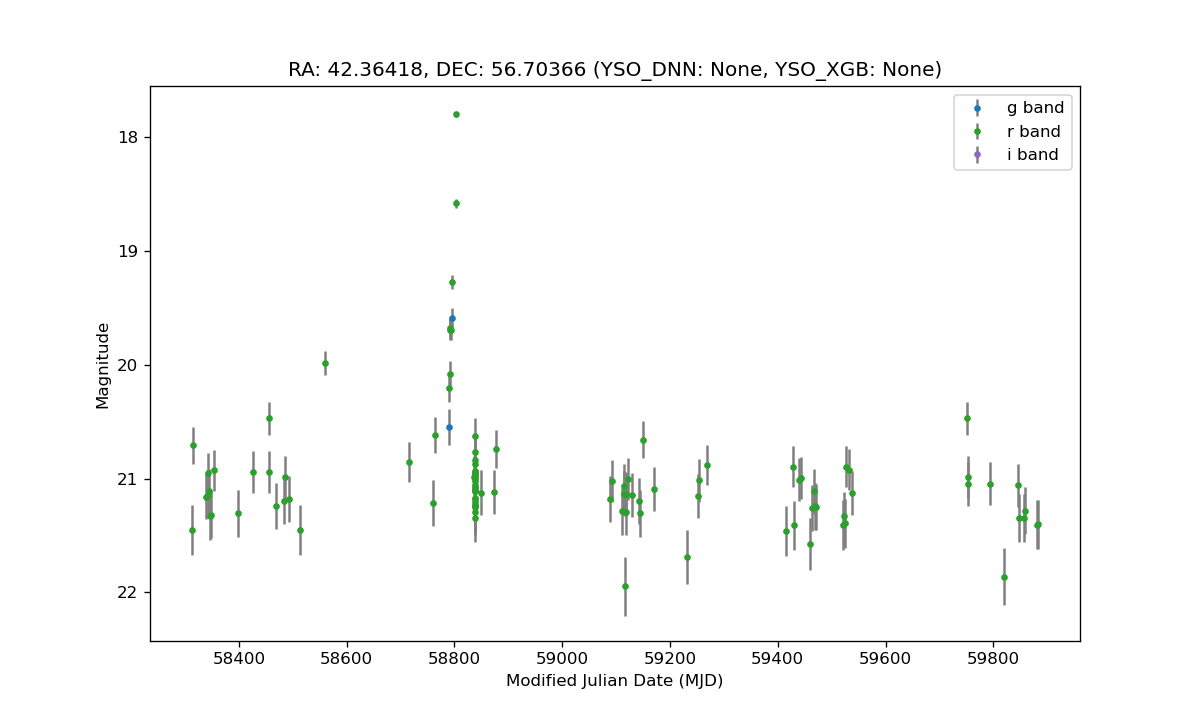 RA: 42.36418, DEC: 56.70366 (YSO_DNN: None, YSO_XGB: None)
g band
r band
i band
18
19
20
21
22
Magnitude
58400 58600 58800 59000 59200 59400 59600 59800
Modified Julian Date (MJD)